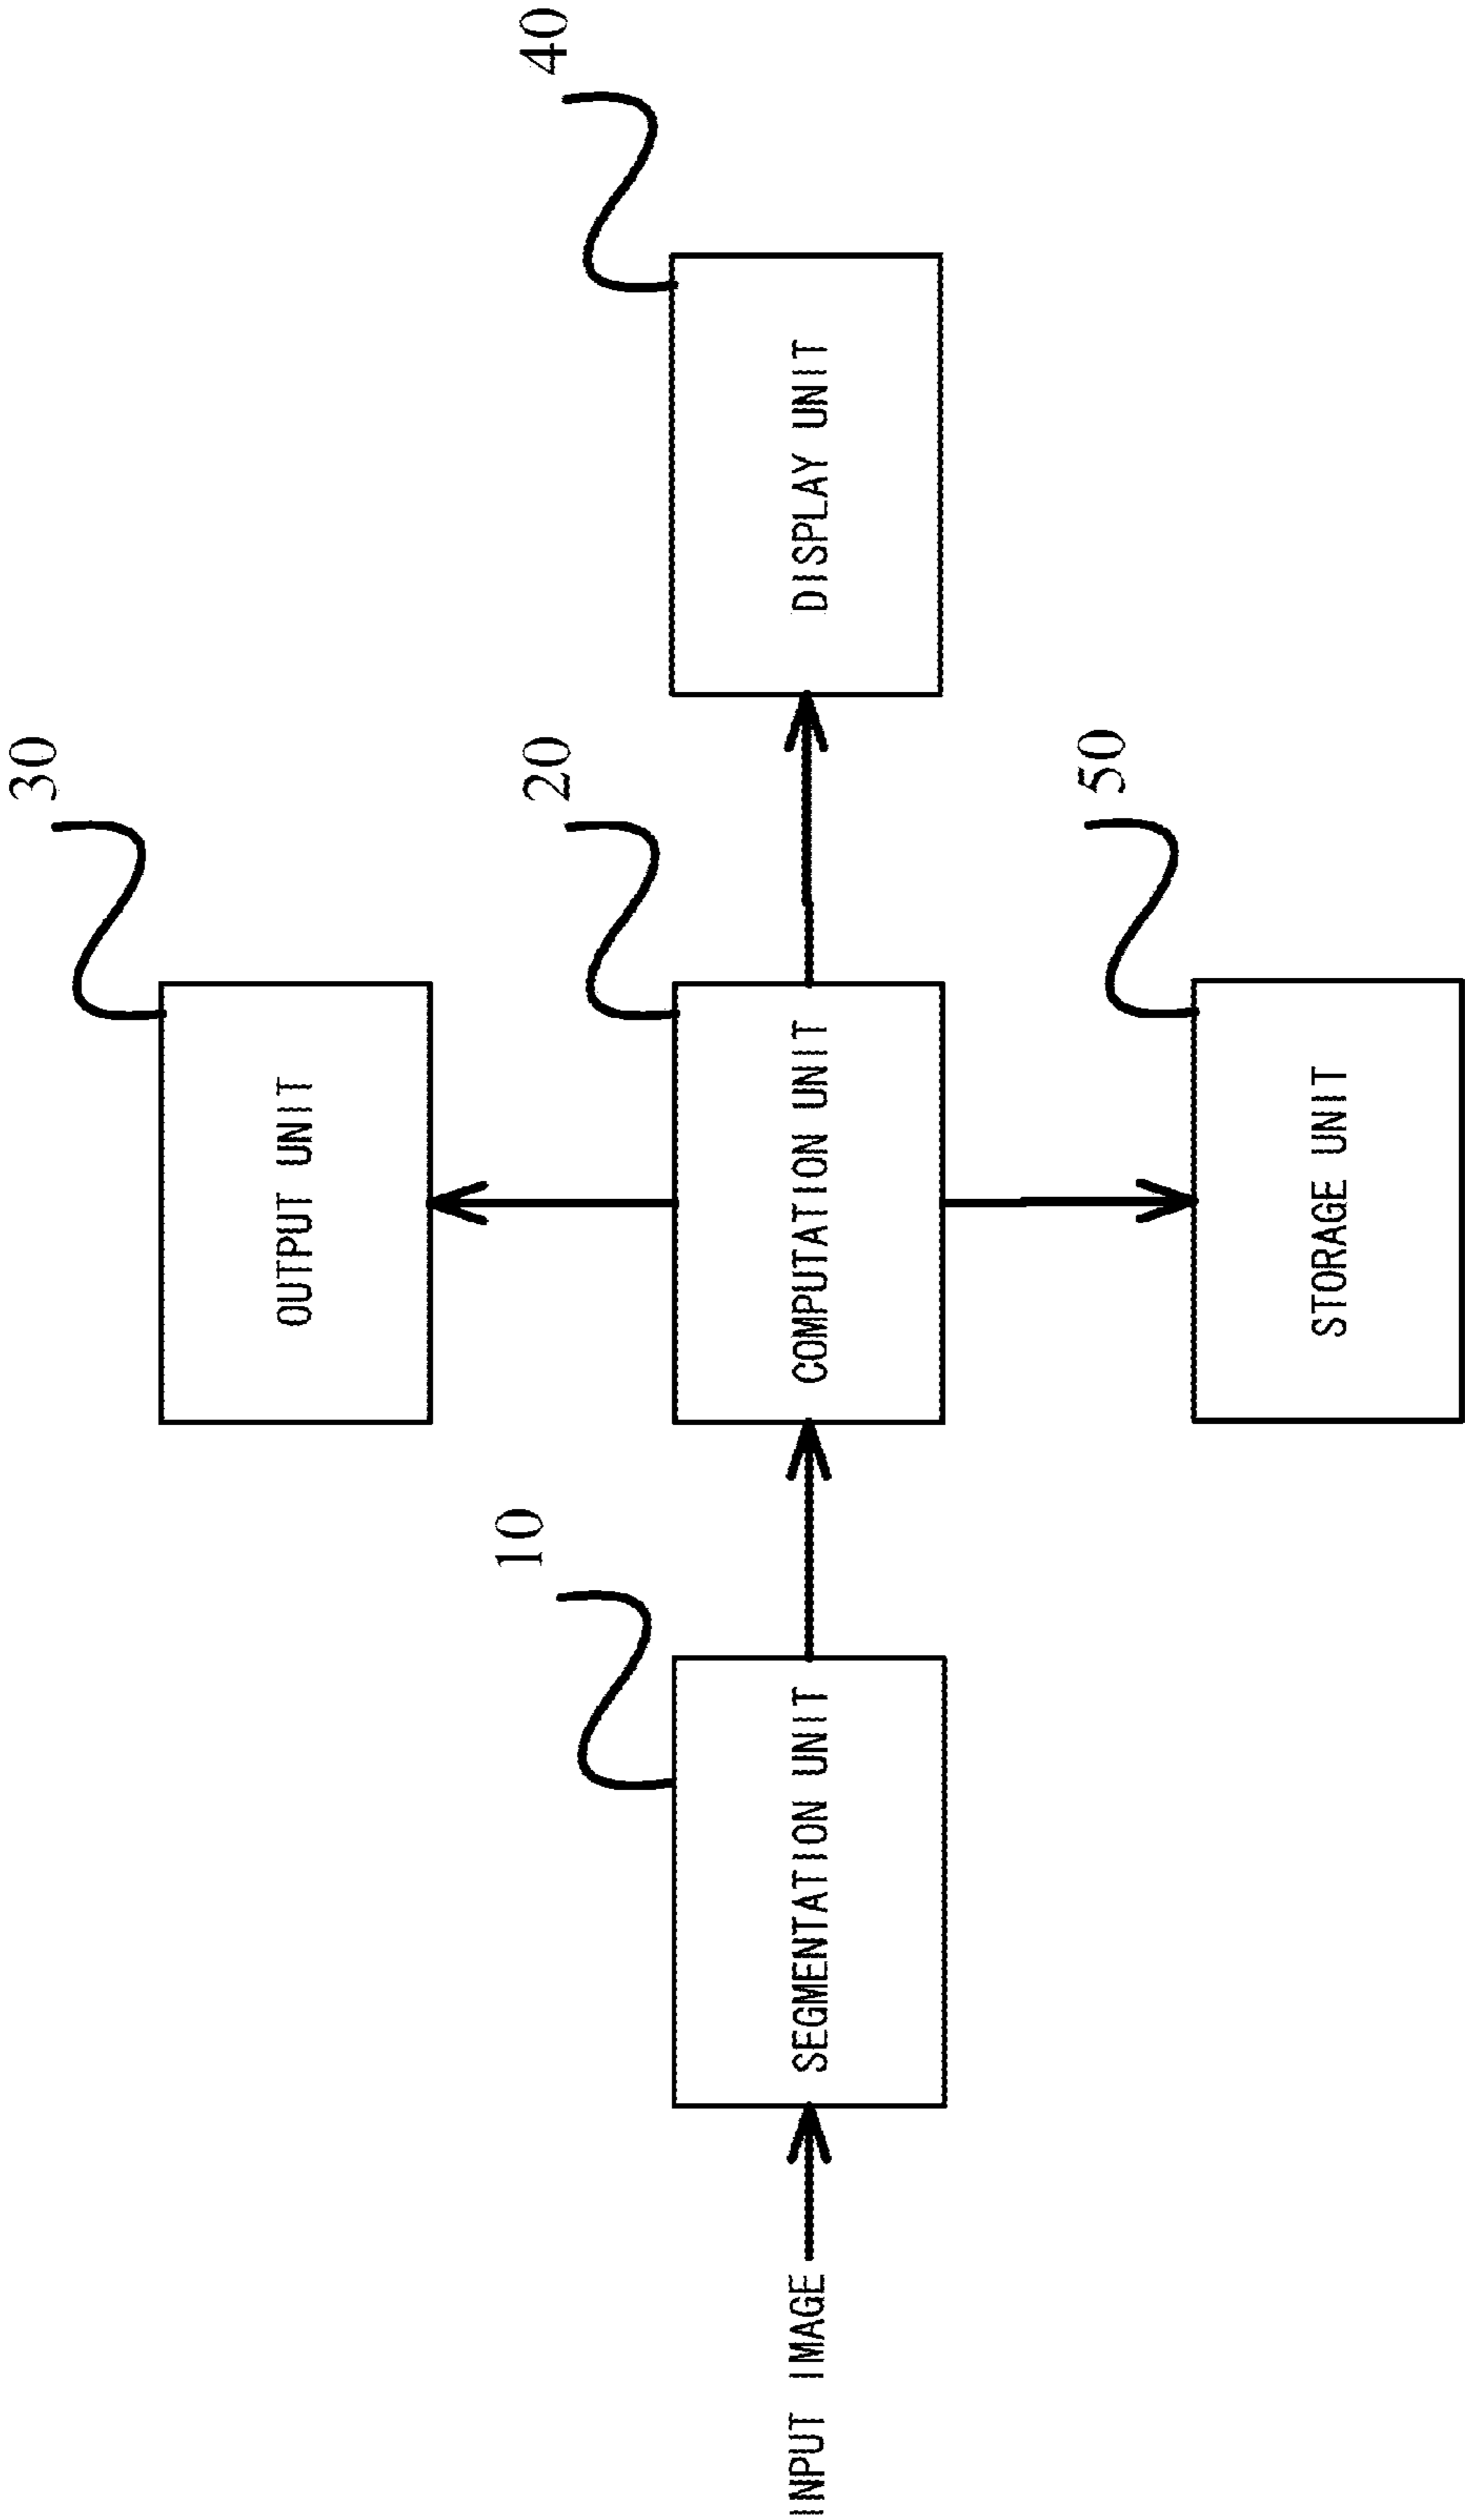 30
OUTPUT UNIT
10
20
40
INPUT IMAGE
SEGMENTATION UNIT
COMPUTATION UNIT
DISPLAY UNIT
50
STORAGE UNIT